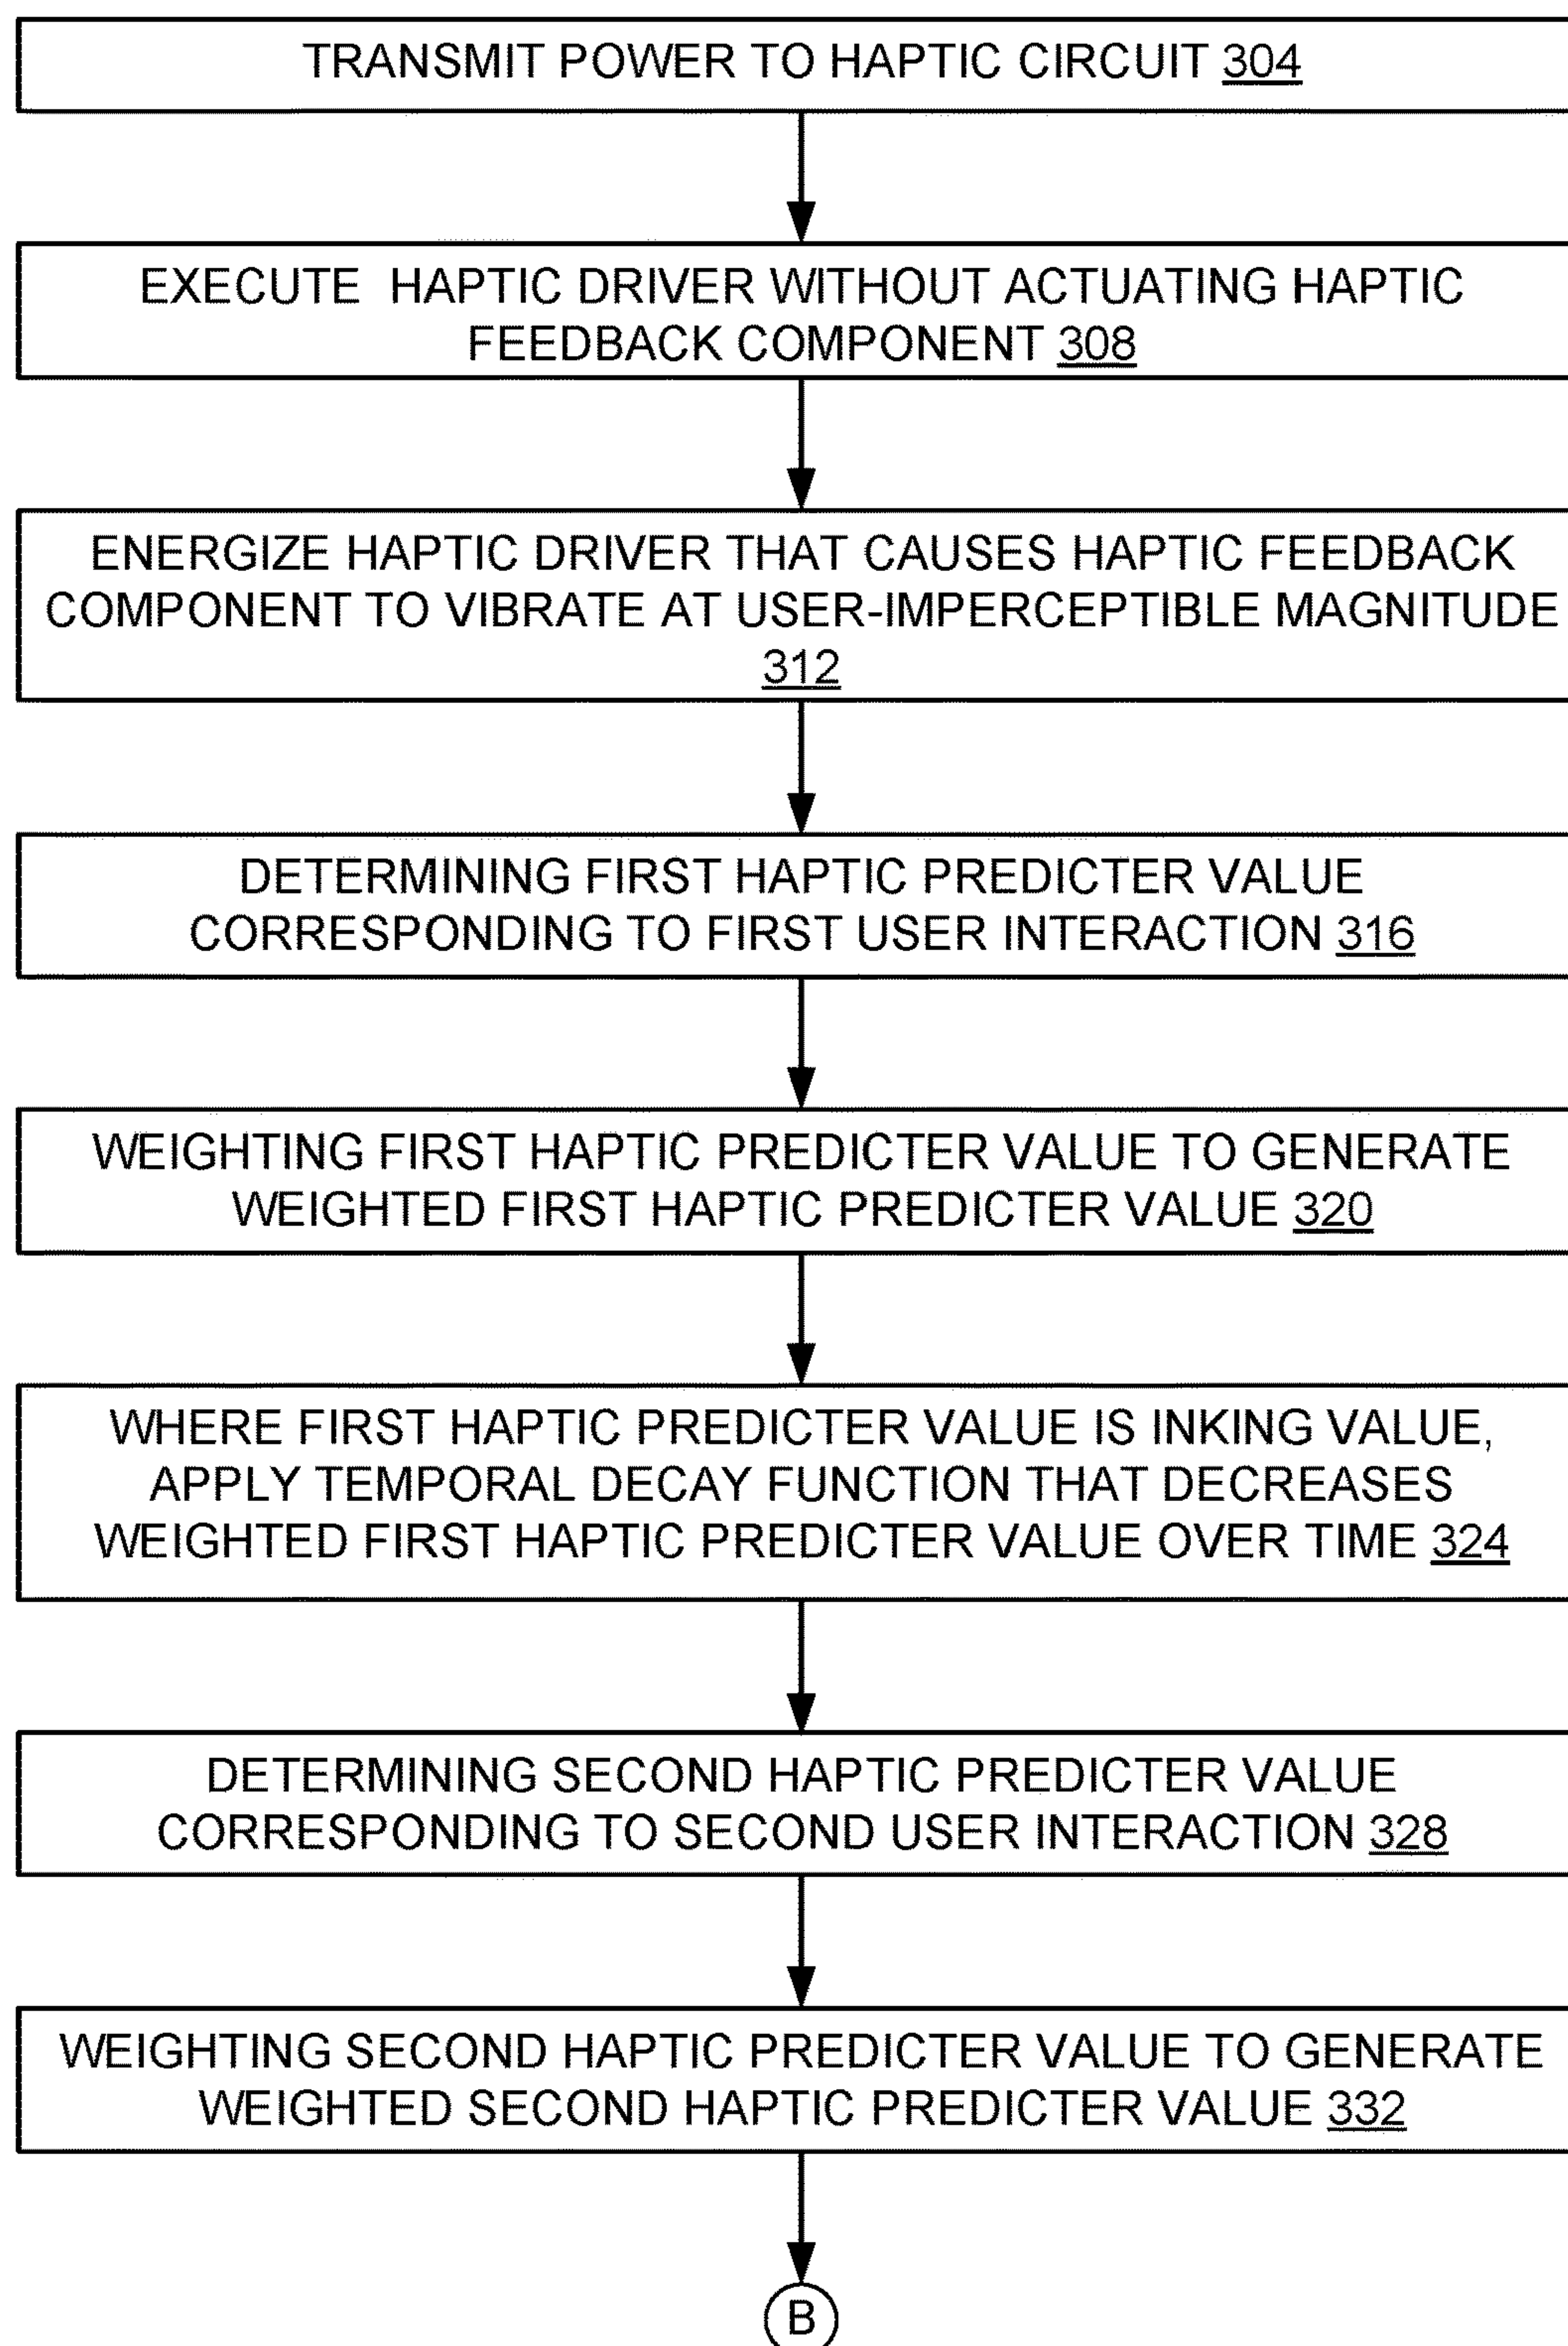 TRANSMIT POWER TO HAPTIC CIRCUIT 304
EXECUTE HAPTIC DRIVER WITHOUT ACTUATING HAPTIC
FEEDBACK COMPONENT 308
ENERGIZE HAPTIC DRIVER THAT CAUSES HAPTIC FEEDBACK
COMPONENT TO VIBRATE AT USER-IMPERCEPTIBLE MAGNITUDE
312
DETERMINING FIRST HAPTIC PREDICTER VALUE
CORRESPONDING TO FIRST USER INTERACTION 316
WEIGHTING FIRST HAPTIC PREDICTER VALUE TO GENERATE
WEIGHTED FIRST HAPTIC PREDICTER VALUE 320
WHERE FIRST HAPTIC PREDICTER VALUE IS INKING VALUE,
APPLY TEMPORAL DECAY FUNCTION THAT DECREASES
WEIGHTED FIRST HAPTIC PREDICTER VALUE OVER TIME 324
DETERMINING SECOND HAPTIC PREDICTER VALUE
CORRESPONDING TO SECOND USER INTERACTION 328
WEIGHTING SECOND HAPTIC PREDICTER VALUE TO GENERATE
WEIGHTED SECOND HAPTIC PREDICTER VALUE 332
B